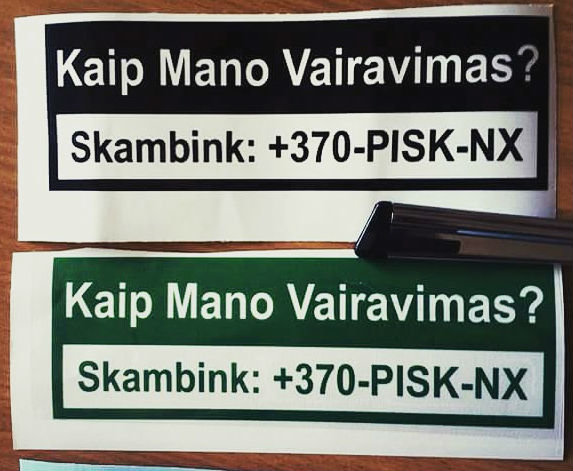 Kaip Mano Vairavimas?
Skambink: +370-PISK-NX
Kaip Mano Vairavimas?
Skambink: +370-PISK-NX